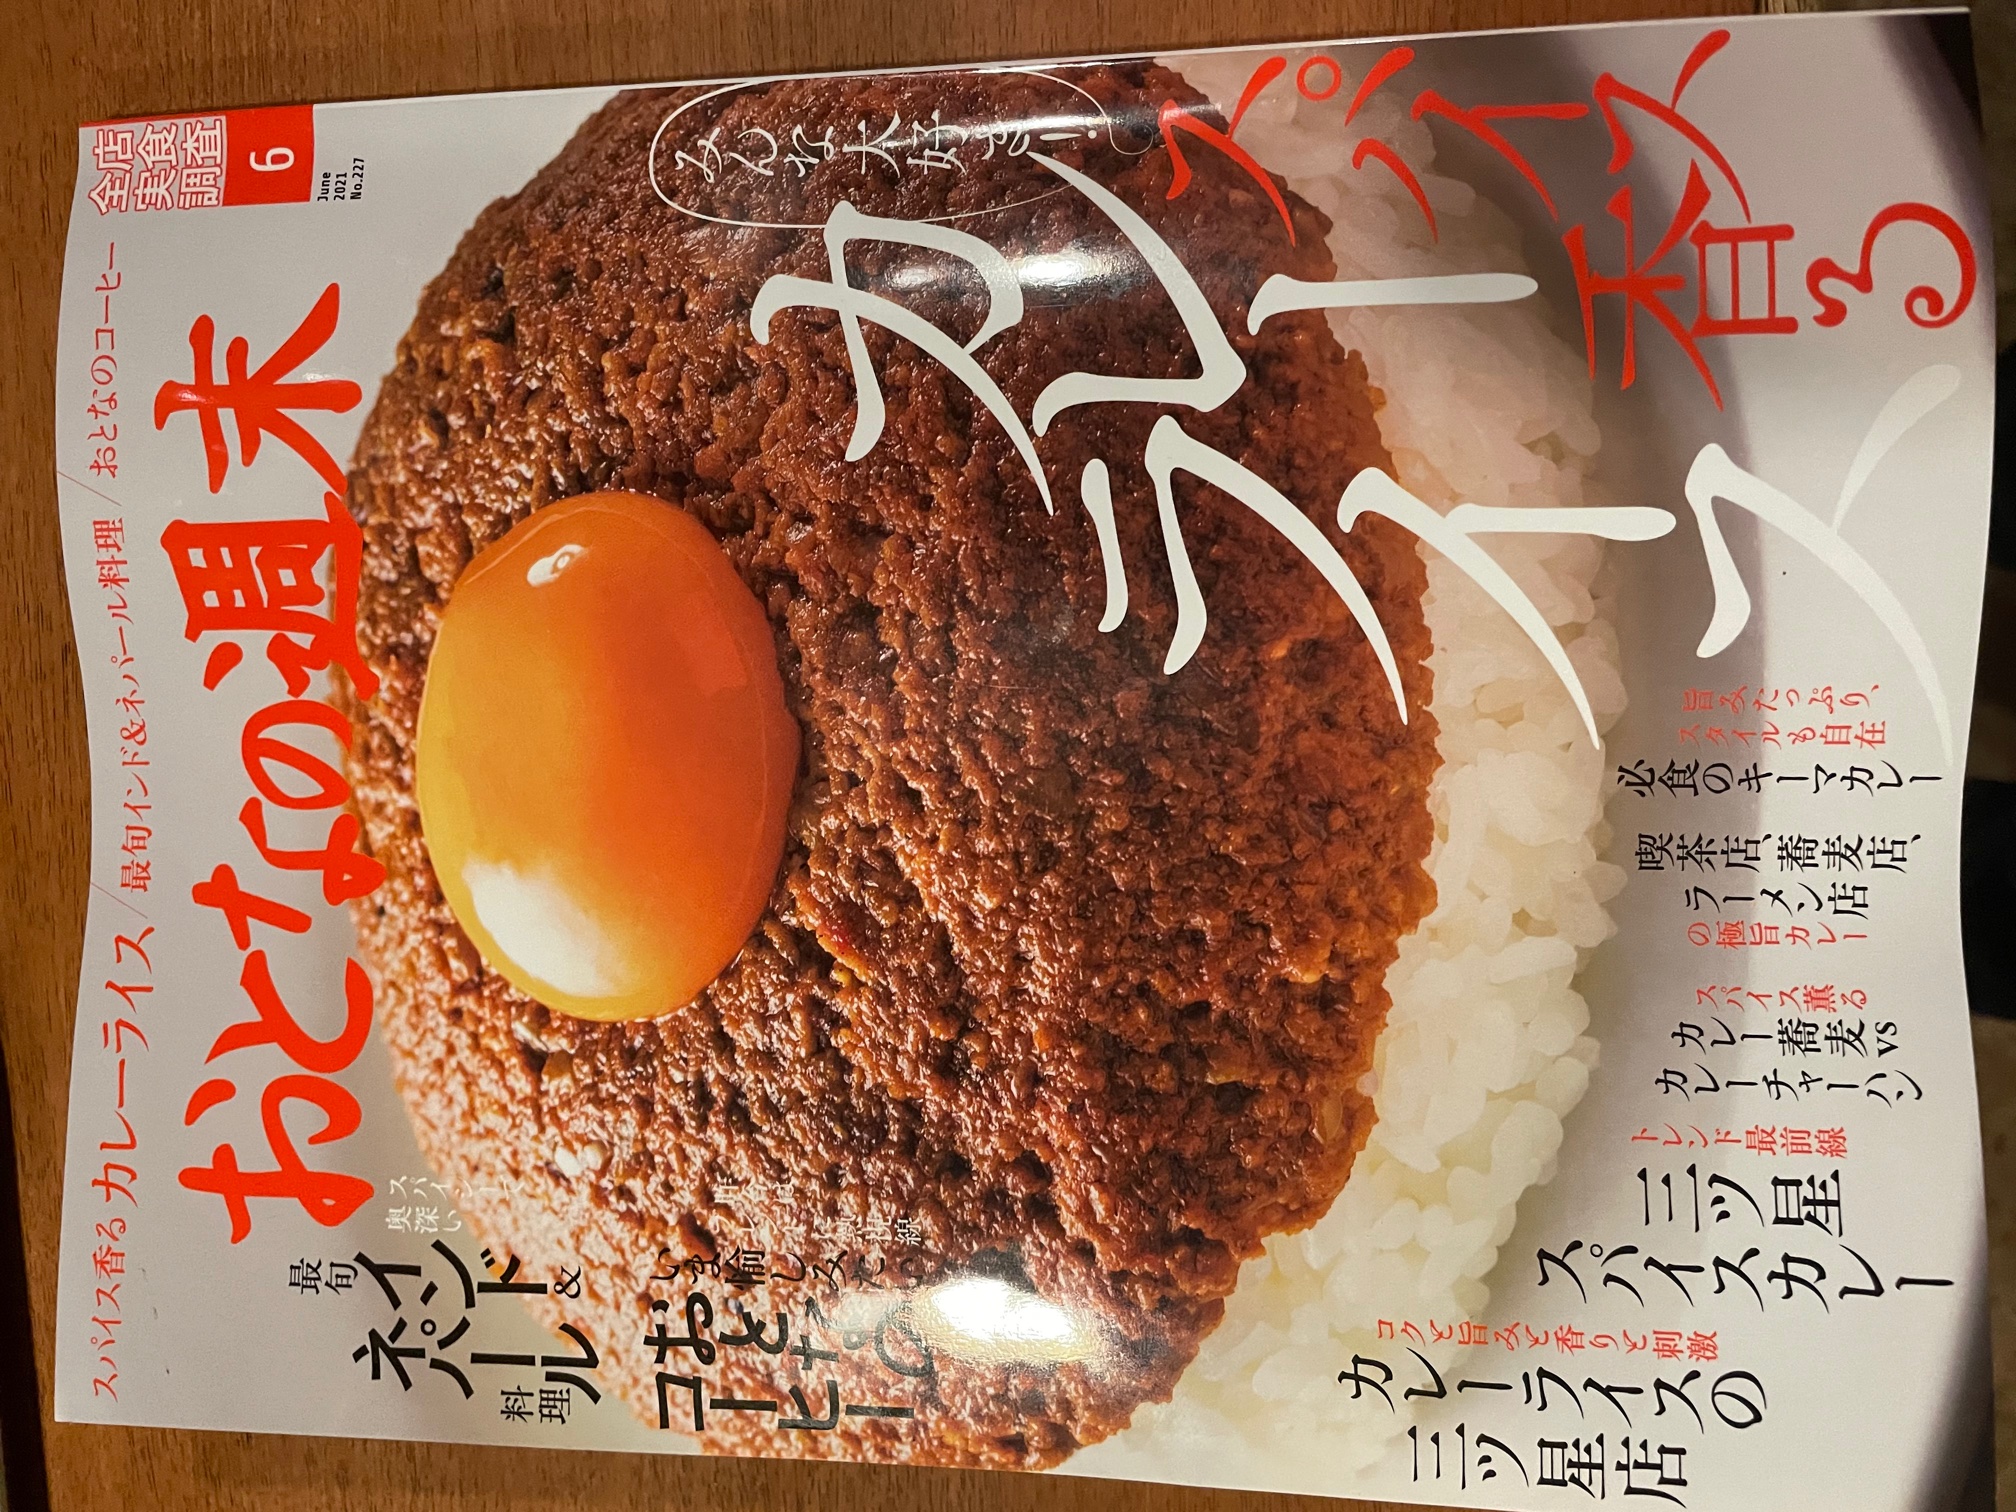 スパイス香るカレーライス/最旬インド&ネパール料理/おとなのコーヒー
全店
実食
調査
6
June
2021
No.227
おとなの週末
みんな大好き!
スパイス
香る
カレー
ライス
スパイシーで
奥深い
最旬
インド&
ネパール
料理
いま愉しみたい
おとなの
コーヒー
旨みたっぷり、
スタイルも自在
必食のキーマカレー
喫茶店、蕎麦店、
ラーメン店
の極旨カレー
スパイス薫る
カレー蕎麦vs
カレーチャーハン
トレンド最前線
三ツ星
スパイスカレー
コクと旨みと香りと刺激
カレーライスの
三ツ星店